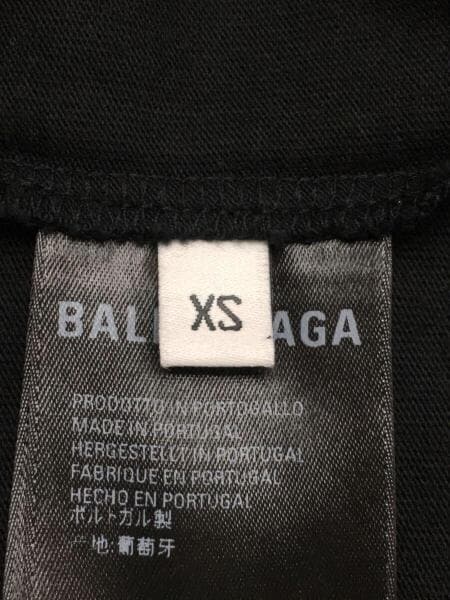 XS
BAL AGA
PRODOTTO IN PORTOGALLO
MADE IN PORTUGAL
HERGESTELLT IN PORTUGAL
FABRIQUE EN PORTUGAL
HECHO EN PORTUGAL
ポルトガル製
产地:葡萄牙